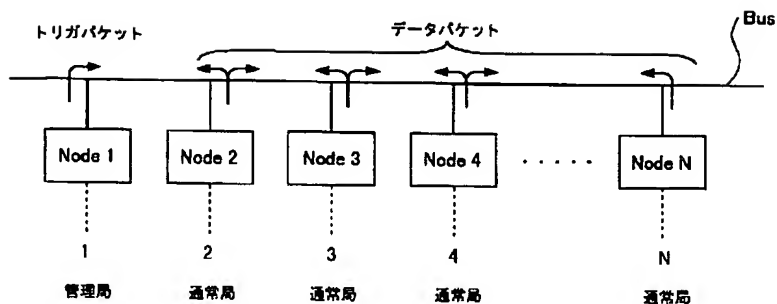 トリガパケット
データパケット
Bus
Node 1
Node 2
Node 3
Node 4
Node N
1
2
3
4
N
管理局
通常局
通常局
通常局
通常局